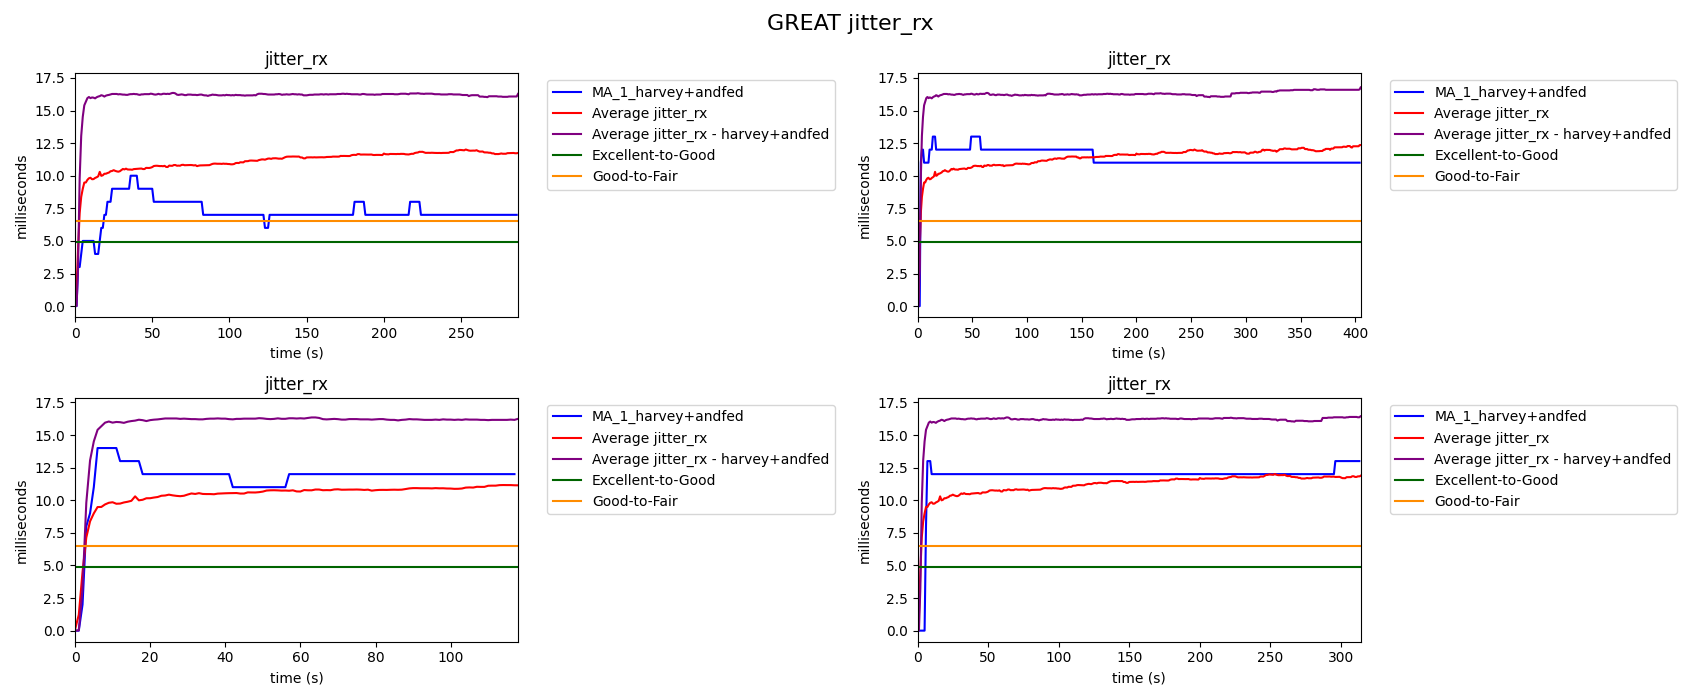 GREAT jitter_rx
jitter_rx
milliseconds
17.5
15.0
12.5
10.0
7.5
5.0
2.5
0.0
0 50 100 150 200 250
time (s)
MA_1_harvey+andfed
Average jitter_rx
Average jitter_rx - harvey+andfed
Excellent-to-Good
Good-to-Fair
jitter_rx
milliseconds
17.5
15.0
12.5
10.0
7.5
5.0
2.5
0.0
0 50 100 150 200 250 300 350 400
time (s)
MA_1_harvey+andfed
Average jitter_rx
Average jitter_rx - harvey+andfed
Excellent-to-Good
Good-to-Fair
jitter_rx
milliseconds
17.5
15.0
12.5
10.0
7.5
5.0
2.5
0.0
0 20 40 60 80 100
time (s)
MA_1_harvey+andfed
Average jitter_rx
Average jitter_rx - harvey+andfed
Excellent-to-Good
Good-to-Fair
jitter_rx
milliseconds
17.5
15.0
12.5
10.0
7.5
5.0
2.5
0.0
0 50 100 150 200 250 300
time (s)
MA_1_harvey+andfed
Average jitter_rx
Average jitter_rx - harvey+andfed
Excellent-to-Good
Good-to-Fair